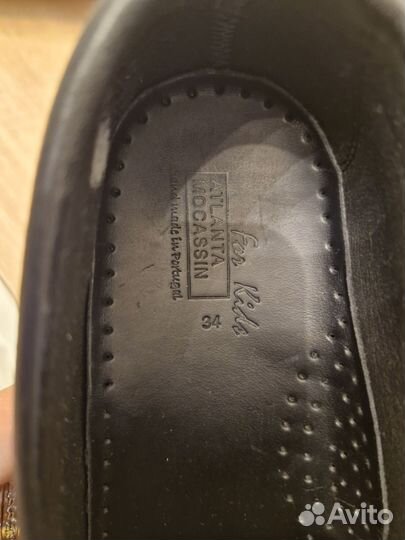 For Kids
ATLANTA
MOCASSIN
made in Portugal
34
Avito